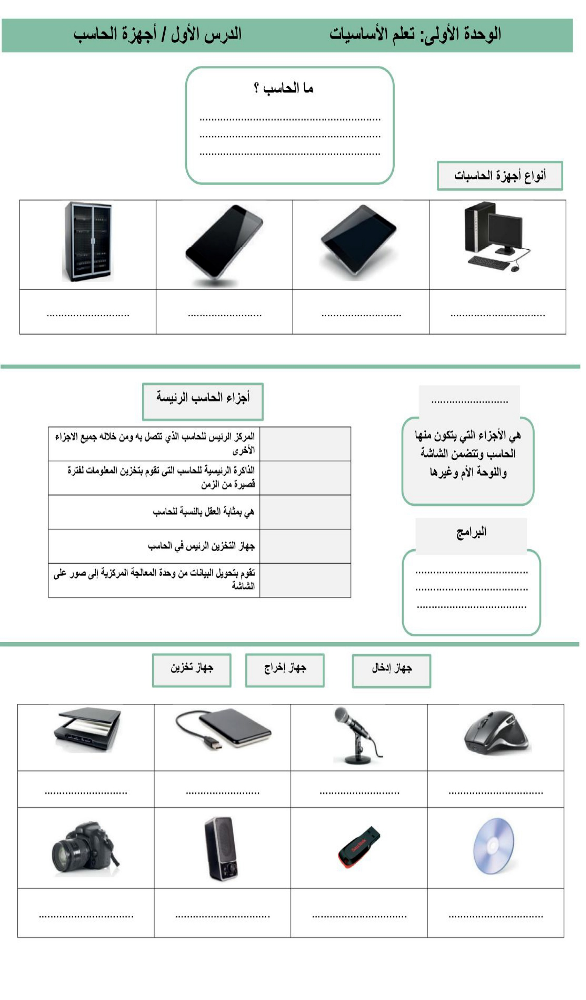 الوحدة الأولى: تعلم الأساسيات الدرس الأول / أجهزة الحاسب
ما الحاسب ؟
أنواع أجهزة الحاسبات
هي الأجزاء التي يتكون منها
الحاسب وتتضمن الشاشة
واللوحة الأم وغيرها
البرامج
أجزاء الحاسب الرئيسة
المركز الرئيس للحاسب الذي تتصل به ومن خلاله جميع الاجزاء
الأخرى
الذاكرة الرئيسية للحاسب التي تقوم بتخزين المعلومات لفترة
قصيرة من الزمن
هي بمثابة العقل بالنسبة للحاسب
جهاز التخزين الرئيس في الحاسب
تقوم بتحويل البيانات من وحدة المعالجة المركزية إلى صور على
الشاشة
جهاز إدخال
جهاز إخراج
جهاز تخزين
SanDisk